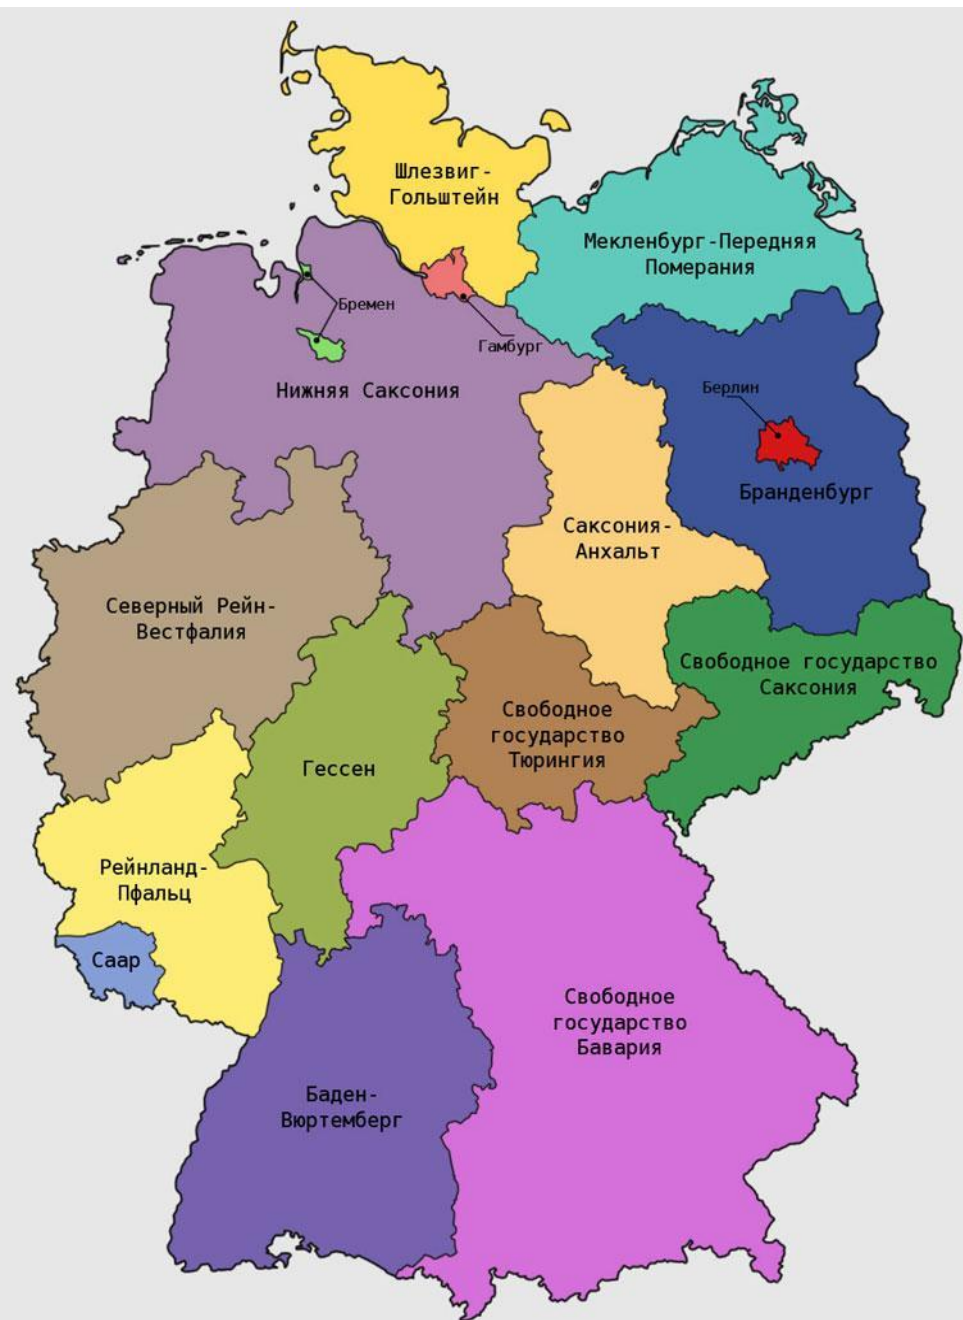 Шлезвиг-
Гольштейн
Мекленбург-Передняя
Померания
Бремен
Гамбург
Нижняя Саксония
Берлин
Бранденбург
Саксония-
Анхальт
Северный Рейн-
Вестфалия
Свободное государство
Саксония
Свободное
государство
Тюрингия
Гессен
Рейнланд-
Пфальц
Саар
Свободное
государство
Бавария
Баден-
Вюртемберг